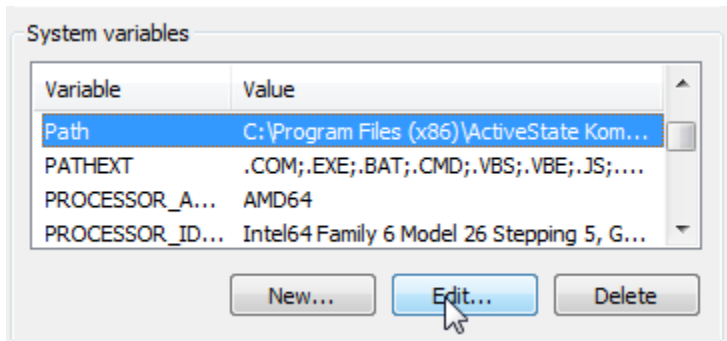 System variables
Variable Value
Path C:\Program Files (x86)\ActiveState Kom...
PATHEXT .COM;.EXE;.BAT;.CMD;.VBS;.VBE;.JS;....
PROCESSOR_A... AMD64
PROCESSOR_ID... Intel64 Family 6 Model 26 Stepping 5, G...
New... Edit... Delete